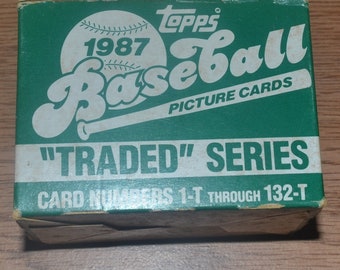 Topps®
1987
Baseball
PICTURE CARDS
"TRADED" SERIES
CARD NUMBERS 1-T THROUGH 132-T